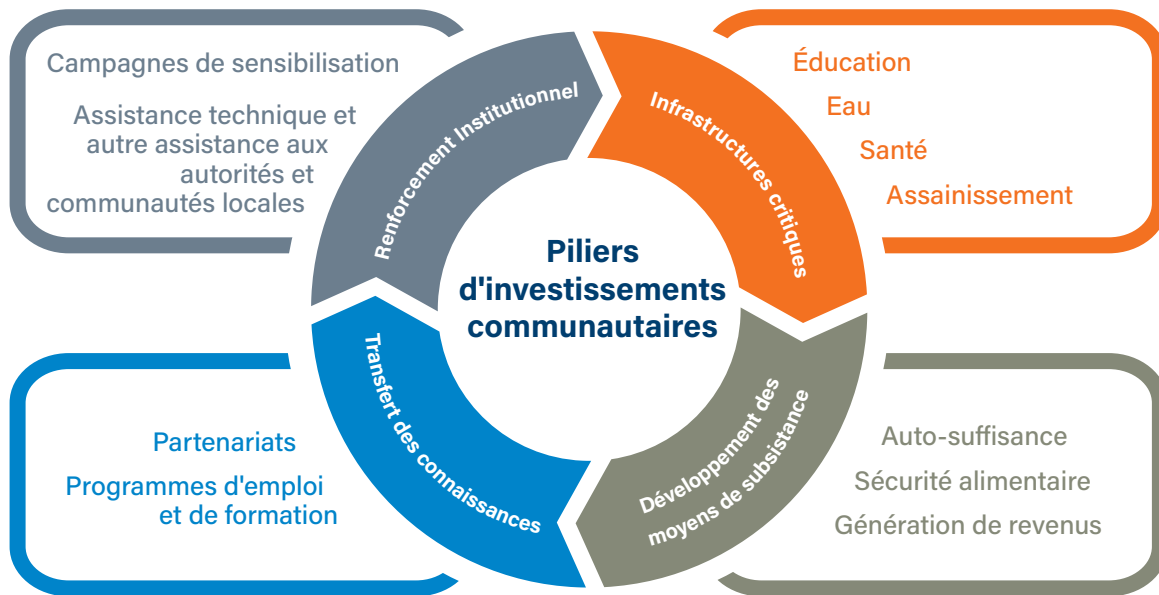 Campagnes de sensibilisation
Assistance technique et
autre assistance aux
autorités et
communautés locales
Renforcement Institutionnel
Infrastructures critiques
Éducation
Eau
Santé
Assainissement
Piliers
d'investissements
communautaires
Partenariats
Programmes d'emploi
et de formation
Transfert des connaissances
Développement des
moyens de subsistance
Auto-suffisance
Sécurité alimentaire
Génération de revenus